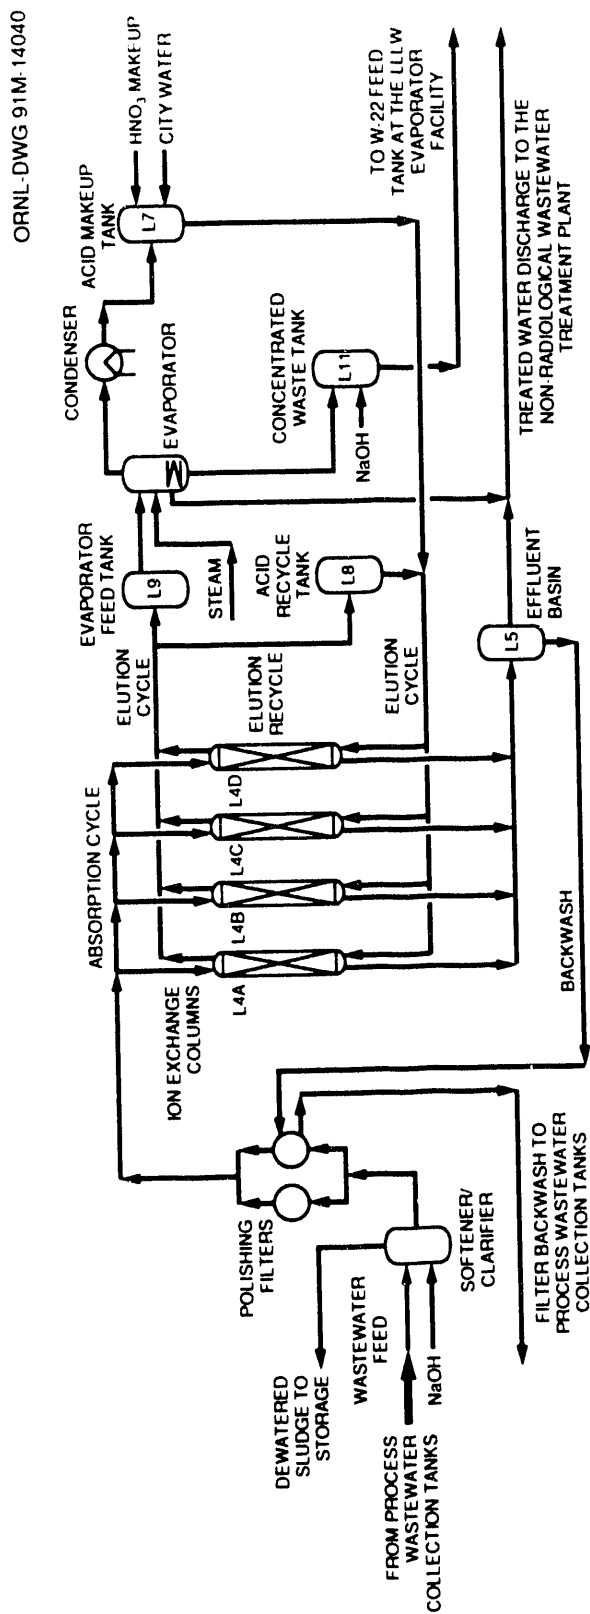 ORNL-DWG 91M-14040
FROM PROCESS
WASTEWATER
COLLECTION TANKS
NaOH
WASTEWATER
FEED
DEWATERED
SLUDGE TO
STORAGE
SOFTENER/
CLARIFIER
POLISHING
FILTERS
FILTER BACKWASH TO
PROCESS WASTEWATER
COLLECTION TANKS
BACKWASH
ION EXCHANGE
COLUMNS
ABSORPTION CYCLE
L4A
L4B
L4C
L4D
ELUTION
CYCLE
ELUTION
RECYCLE
ELUTION
CYCLE
EVAPORATOR
FEED TANK
L9
STEAM
ACID
RECYCLE
TANK
L8
L5
EFFLUENT
BASIN
EVAPORATOR
CONDENSER
CONCENTRATED
WASTE TANK
L11
NaOH
ACID MAKEUP
TANK
L7
HNO3 MAKEUP
CITY WATER
TO W-22 FEED
TANK AT THE LLLW
EVAPORATOR
FACILITY
TREATED WATER DISCHARGE TO THE
NON-RADIOLOGICAL WASTEWATER
TREATMENT PLANT